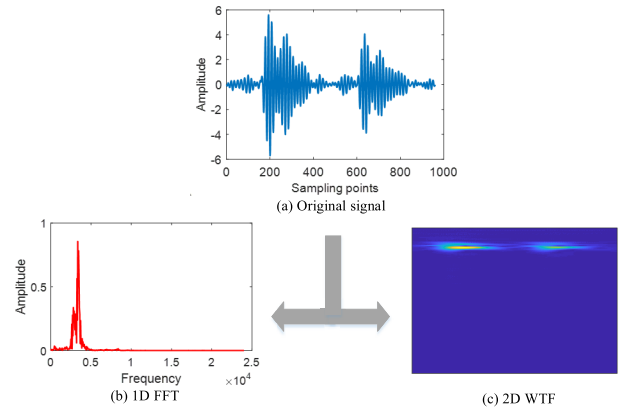 6
4
2
0
-2
-4
-6
Amplitude
0 200 400 600 800 1000
Sampling points
(a) Original signal
1
0.5
0
Amplitude
0 0.5 1 1.5 2 2.5
Frequency ×10^4
(b) 1D FFT
(c) 2D WTF